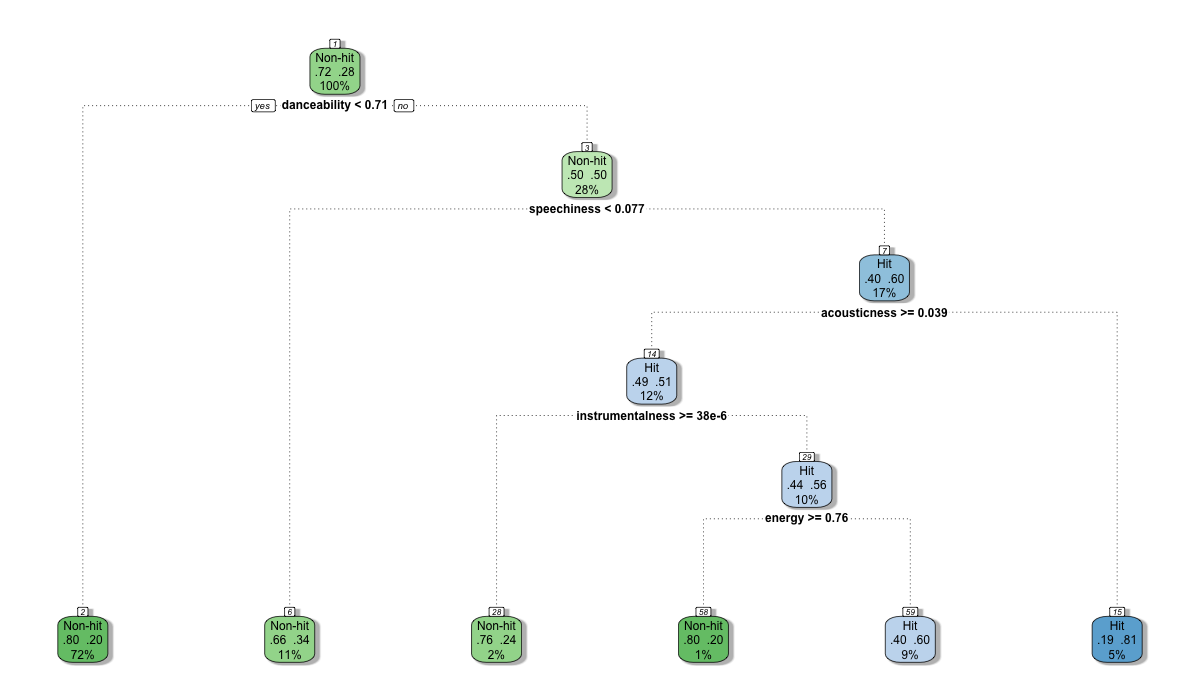 1
Non-hit
.72 .28
100%
yes danceability < 0.71 no
3
Non-hit
.50 .50
28%
speechiness < 0.077
7
Hit
.40 .60
17%
acousticness >= 0.039
14
Hit
.49 .51
12%
instrumentalness >= 38e-6
29
Hit
.44 .56
10%
energy >= 0.76
2
Non-hit
.80 .20
72%
6
Non-hit
.66 .34
11%
28
Non-hit
.76 .24
2%
58
Non-hit
.80 .20
1%
59
Hit
.40 .60
9%
15
Hit
.19 .81
5%